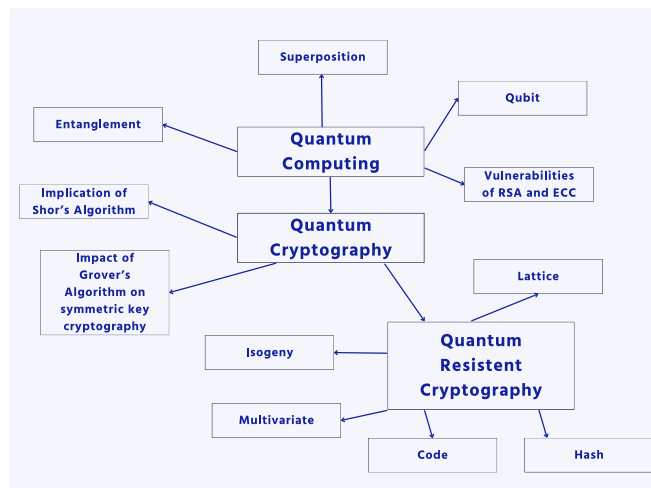 Superposition
Qubit
Entanglement
Quantum
Computing
Vulnerabilities
of RSA and ECC
Implication of
Shor's Algorithm
Quantum
Cryptography
Impact of
Grover's
Algorithm on
symmetric key
cryptography
Lattice
Quantum
Resistent
Cryptography
Isogeny
Multivariate
Code
Hash